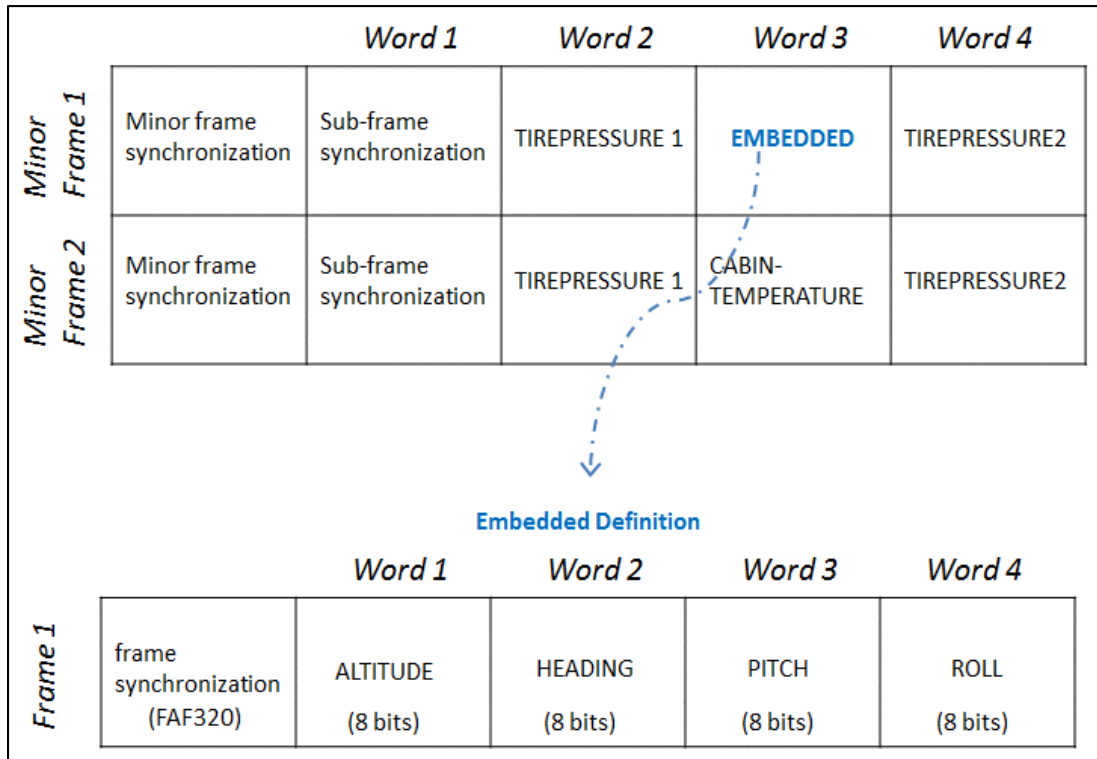 Word 1 Word 2 Word 3 Word 4
Minor
Frame 1
Minor frame
synchronization
Sub-frame
synchronization
TIREPRESSURE 1
EMBEDDED
TIREPRESSURE2
Minor
Frame 2
Minor frame
synchronization
Sub-frame
synchronization
TIREPRESSURE 1
CABIN-
TEMPERATURE
TIREPRESSURE2
Embedded Definition
Word 1 Word 2 Word 3 Word 4
Frame 1
frame
synchronization
(FAF320)
ALTITUDE
(8 bits)
HEADING
(8 bits)
PITCH
(8 bits)
ROLL
(8 bits)